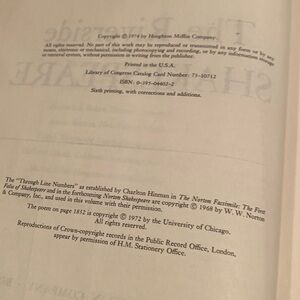 Copyright © 1974 by Houghton Mifflin Company.
All rights reserved. No part of this work may be reproduced or transmitted in any form or by any
means, electronic or mechanical, including photocopying and recording, or by any information storage
or retrieval system, without permission in writing from the publisher.
Printed in the U.S.A.
Library of Congress Catalog Card Number: 73-10712
ISBN: 0-395-04402-2
Sixth printing, with corrections and additions.
The "Through Line Numbers" as established by Charlton Hinman in The Norton Facsimile: The First
Folio of Shakespeare and in the forthcoming Norton Shakespeare are copyright © 1968 by W. W. Norton
& Company, Inc., and used in this volume with their permission.
The poem on page 1852 is copyright © 1972 by the University of Chicago.
All rights reserved.
Reproductions of Crown-copyright records in the Public Record Office, London,
appear by permission of H.M. Stationery Office.